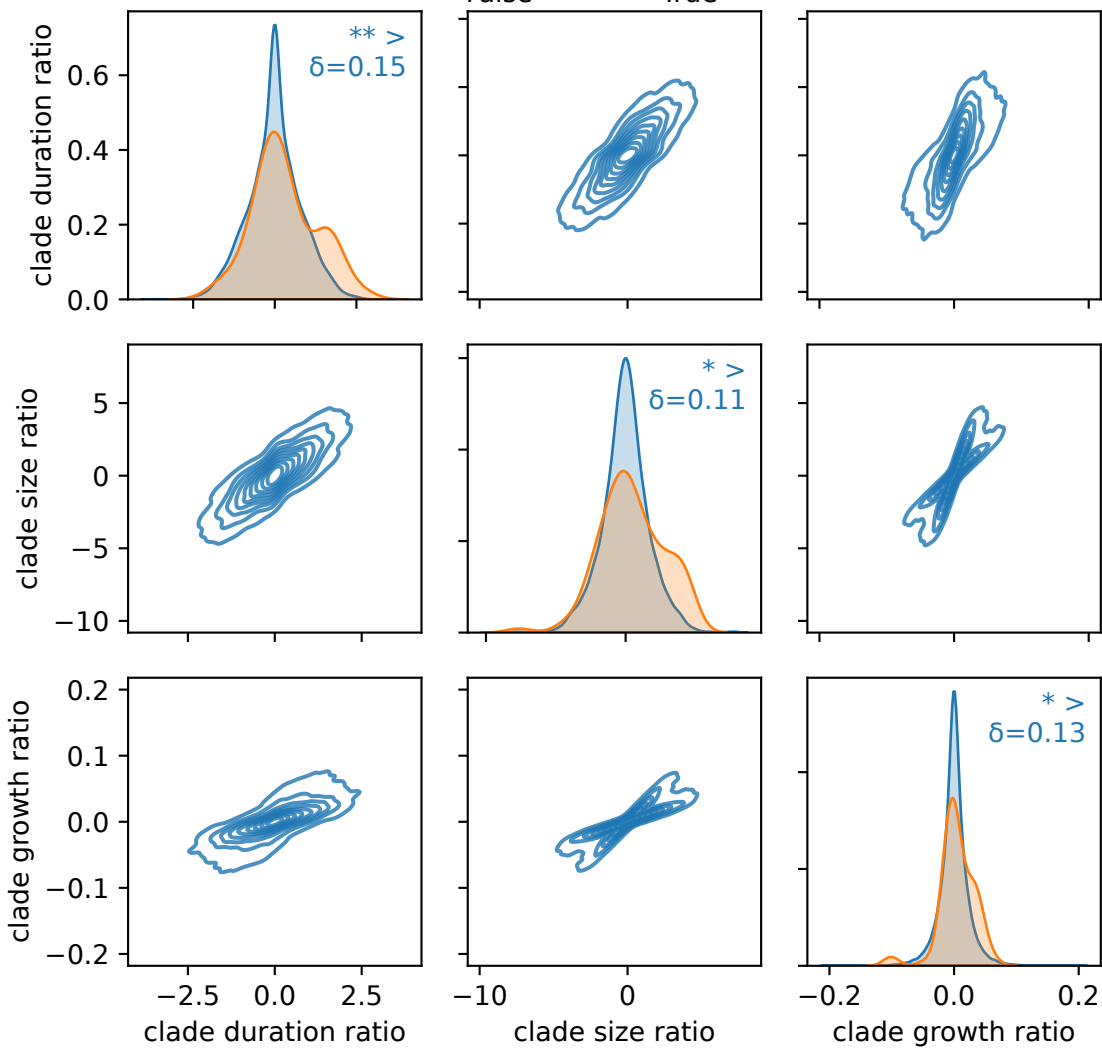 False True
clade duration ratio
0.6
0.4
0.2
0.0
** >
δ=0.15
clade size ratio
5
0
−5
−10
* >
δ=0.11
clade growth ratio
0.2
0.1
0.0
−0.1
−0.2
* >
δ=0.13
−2.5 0.0 2.5
−10 0
−0.2 0.0 0.2
clade duration ratio
clade size ratio
clade growth ratio